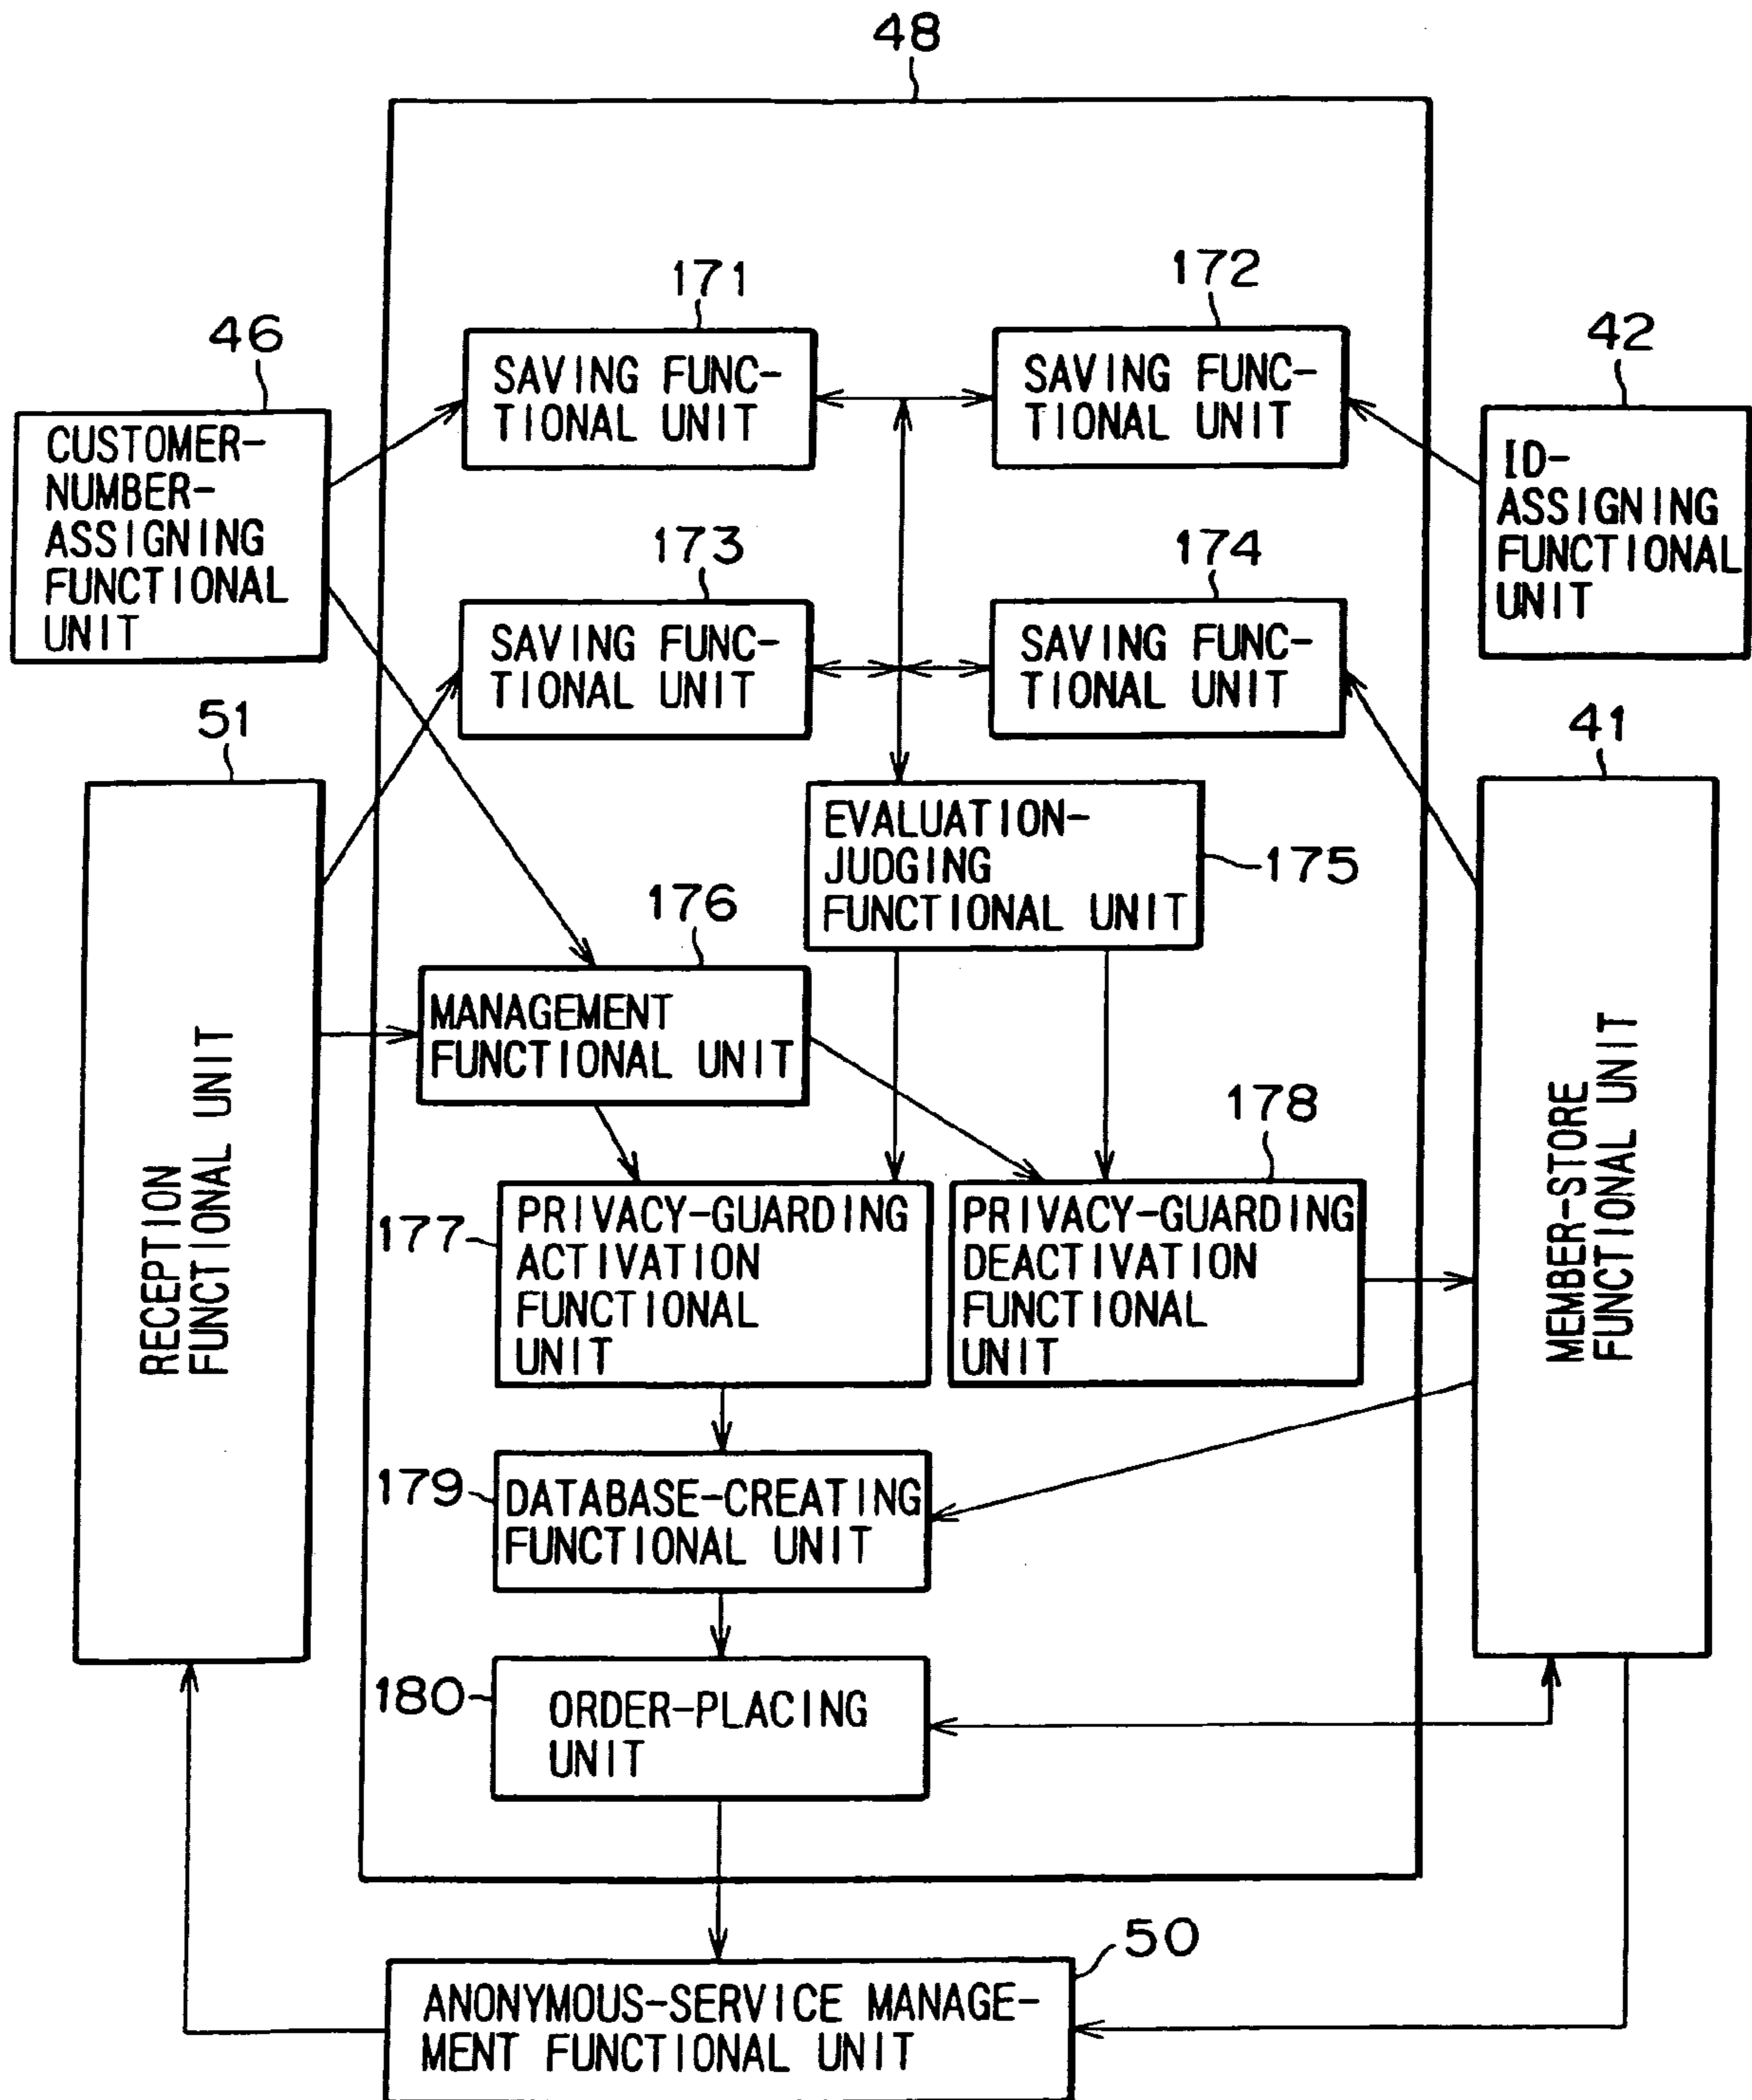 48
171
172
46
42
SAVING FUNC-
TIONAL UNIT
SAVING FUNC-
TIONAL UNIT
CUSTOMER-
NUMBER-
ASSIGNING
FUNCTIONAL
UNIT
ID-
ASSIGNING
FUNCTIONAL
UNIT
173
174
SAVING FUNC-
TIONAL UNIT
SAVING FUNC-
TIONAL UNIT
51
41
EVALUATION-
JUDGING
FUNCTIONAL UNIT
175
176
MANAGEMENT
FUNCTIONAL UNIT
RECEPTION
FUNCTIONAL UNIT
MEMBER-STORE
FUNCTIONAL UNIT
178
177
PRIVACY-GUARDING
ACTIVATION
FUNCTIONAL
UNIT
PRIVACY-GUARDING
DEACTIVATION
FUNCTIONAL
UNIT
179
DATABASE-CREATING
FUNCTIONAL UNIT
180
ORDER-PLACING
UNIT
50
ANONYMOUS-SERVICE MANAGE-
MENT FUNCTIONAL UNIT